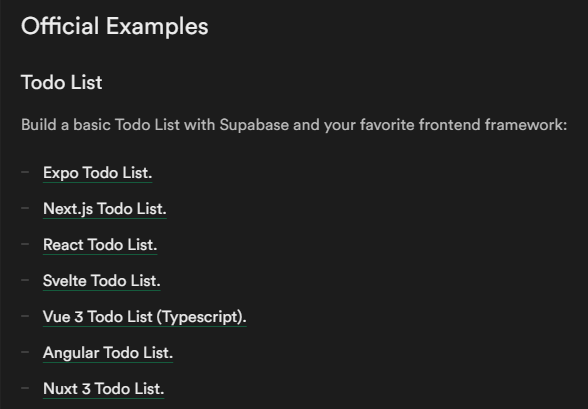 Official Examples
Todo List
Build a basic Todo List with Supabase and your favorite frontend framework:
– Expo Todo List.
– Next.js Todo List.
– React Todo List.
– Svelte Todo List.
– Vue 3 Todo List (Typescript).
– Angular Todo List.
– Nuxt 3 Todo List.